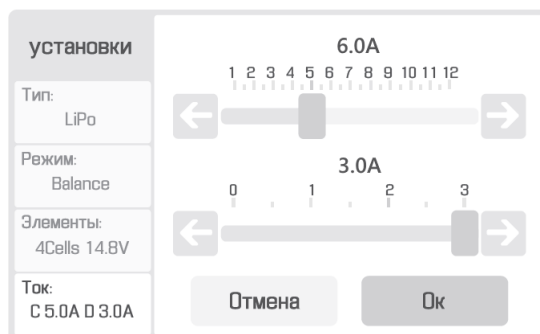 установки
Тип:
LiPo
Режим:
Balance
Элементы:
4Cells 14.8V
Ток:
C 5.0A D 3.0A
6.0A
1 2 3 4 5 6 7 8 9 10 11 12
3.0A
0 1 2 3
Отмена
Ок